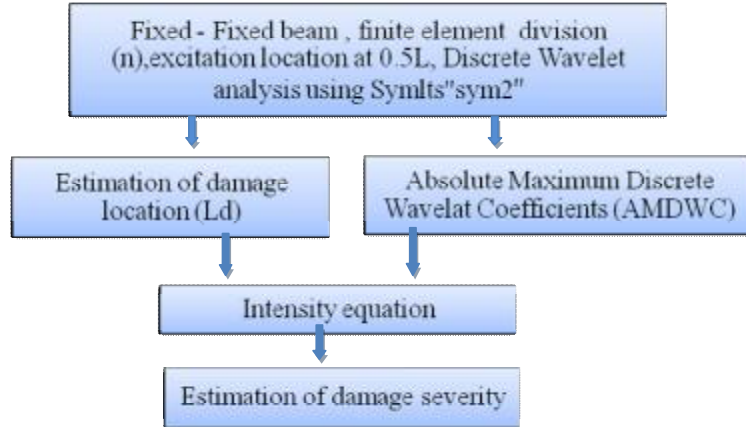 Fixed - Fixed beam , finite element division
(n),excitation location at 0.5L, Discrete Wavelet
analysis using Symlts"sym2"
Estimation of damage
location (Ld)
Absolute Maximum Discrete
Wavelat Coefficients (AMDWC)
Intensity equation
Estimation of damage severity